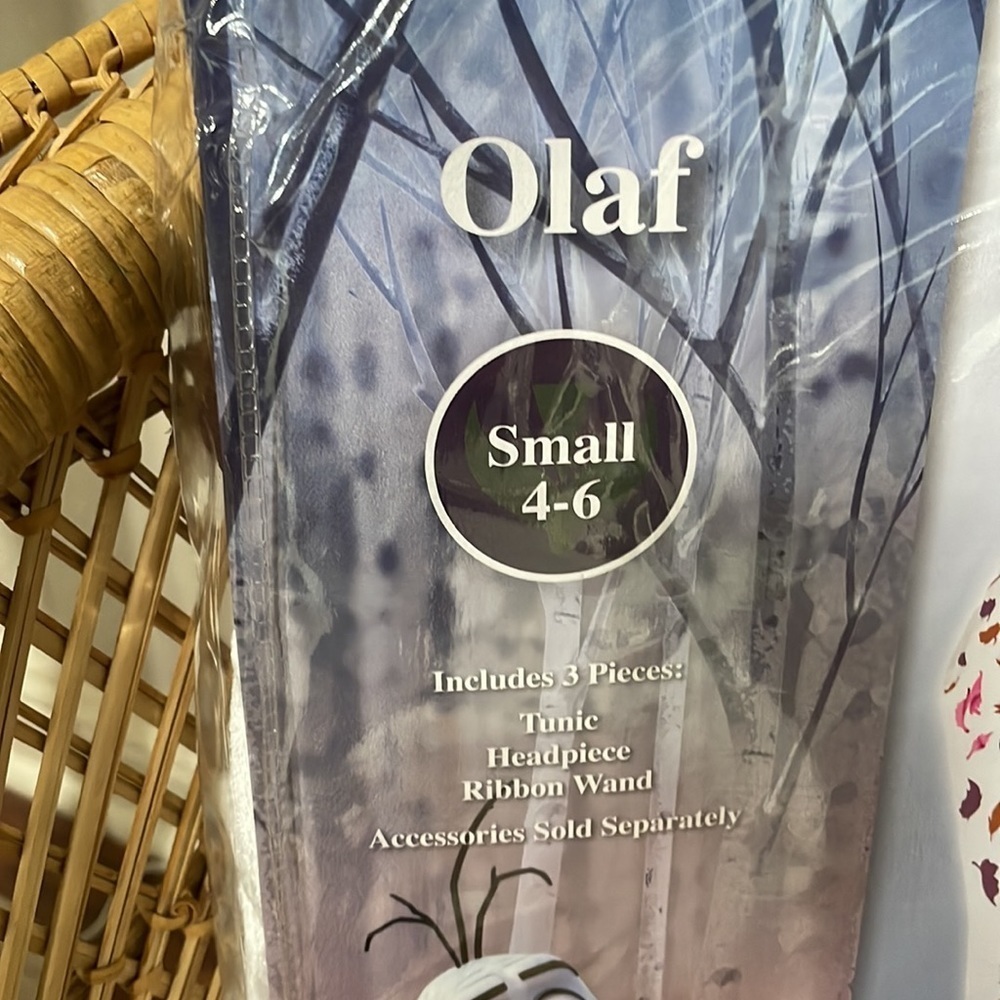 Olaf
Small
4-6
Includes 3 Pieces:
Tunic
Headpiece
Ribbon Wand
Accessories Sold Separately